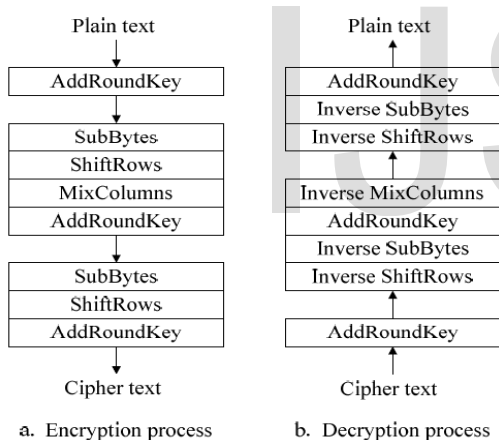 Plain text
AddRoundKey
SubBytes
ShiftRows
MixColumns
AddRoundKey
SubBytes
ShiftRows
AddRoundKey
Cipher text
a. Encryption process
Plain text
AddRoundKey
Inverse SubBytes
Inverse ShiftRows
Inverse MixColumns
AddRoundKey
Inverse SubBytes
Inverse ShiftRows
AddRoundKey
Cipher text
b. Decryption process
IJS